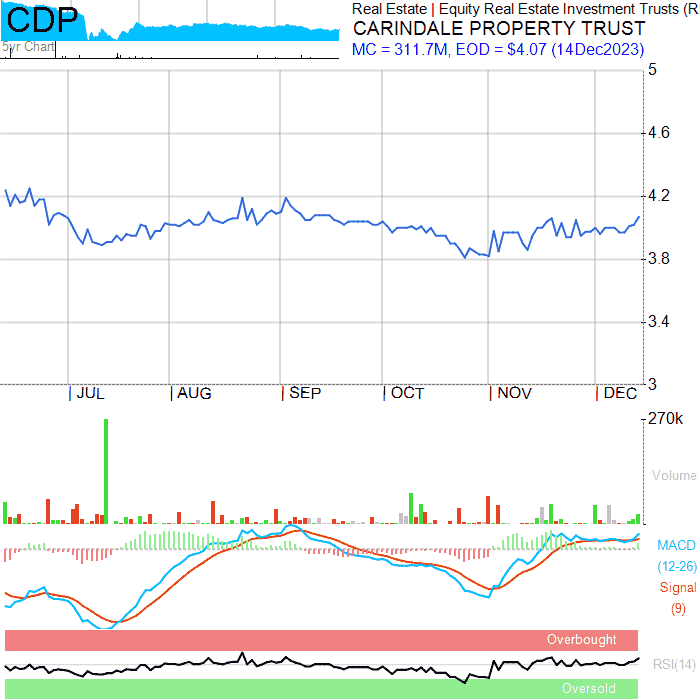 CDP
5yr Chart
Real Estate | Equity Real Estate Investment Trusts (R
CARINDALE PROPERTY TRUST
MC = 311.7M, EOD = $4.07 (14Dec2023)
5
4.6
4.2
3.8
3.4
3
JUL AUG SEP OCT NOV DEC
270k
Volume
MACD
(12-26)
Signal
(9)
Overbought
RSI(14)
Oversold